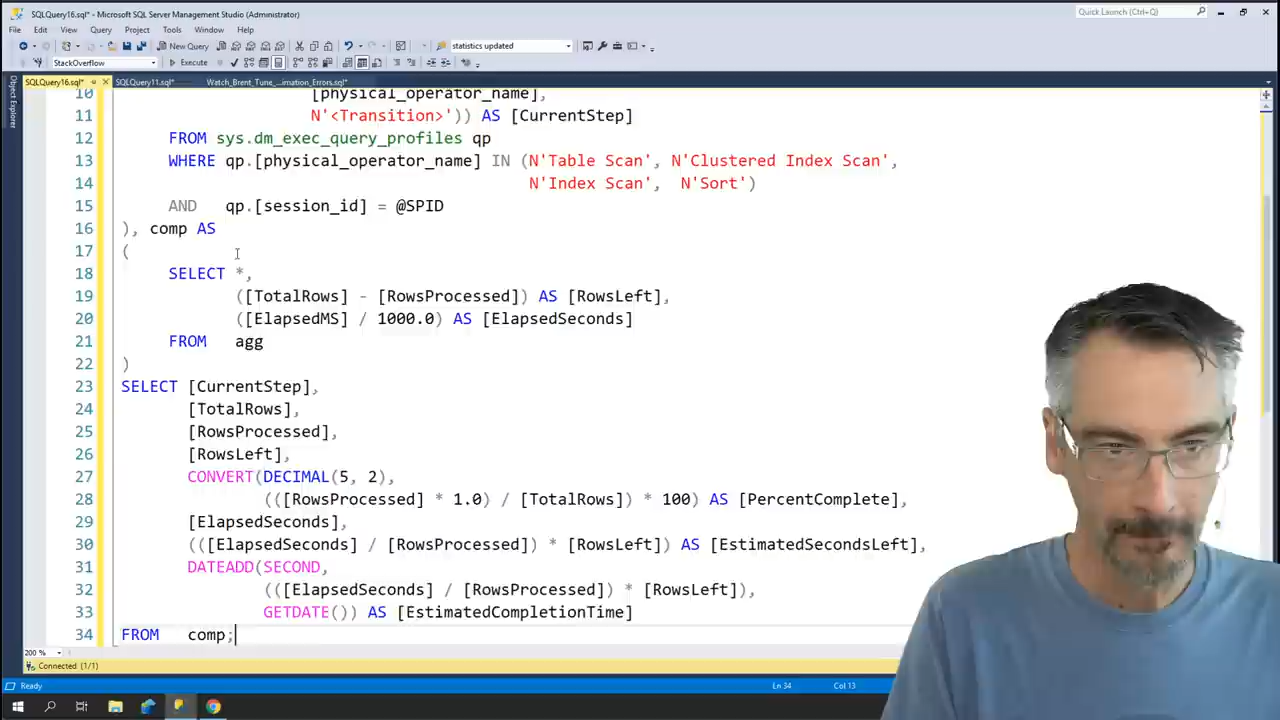 SQLQuery16.sql* - Microsoft SQL Server Management Studio (Administrator)
Quick Launch (Ctrl+Q)
File Edit View Query Project Tools Window Help
New Query
statistics updated
StackOverflow
Execute
SQLQuery16.sql*
SQLQuery11.sql*
Watch_Brent_Tune_...imation_Errors.sql*
Object Explorer
10 [physical_operator_name],
11 N'<Transition>')) AS [CurrentStep]
12 FROM sys.dm_exec_query_profiles qp
13 WHERE qp.[physical_operator_name] IN (N'Table Scan', N'Clustered Index Scan',
14 N'Index Scan', N'Sort')
15 AND qp.[session_id] = @SPID
16 ), comp AS
17 (
18 SELECT *,
19 ([TotalRows] - [RowsProcessed]) AS [RowsLeft],
20 ([ElapsedMS] / 1000.0) AS [ElapsedSeconds]
21 FROM agg
22 )
23 SELECT [CurrentStep],
24 [TotalRows],
25 [RowsProcessed],
26 [RowsLeft],
27 CONVERT(DECIMAL(5, 2),
28 (([RowsProcessed] * 1.0) / [TotalRows]) * 100) AS [PercentComplete],
29 [ElapsedSeconds],
30 (([ElapsedSeconds] / [RowsProcessed]) * [RowsLeft]) AS [EstimatedSecondsLeft],
31 DATEADD(SECOND,
32 (([ElapsedSeconds] / [RowsProcessed]) * [RowsLeft]),
33 GETDATE()) AS [EstimatedCompletionTime]
34 FROM comp;
200 %
Connected. (1/1)
Ready
Ln 34
Col 13